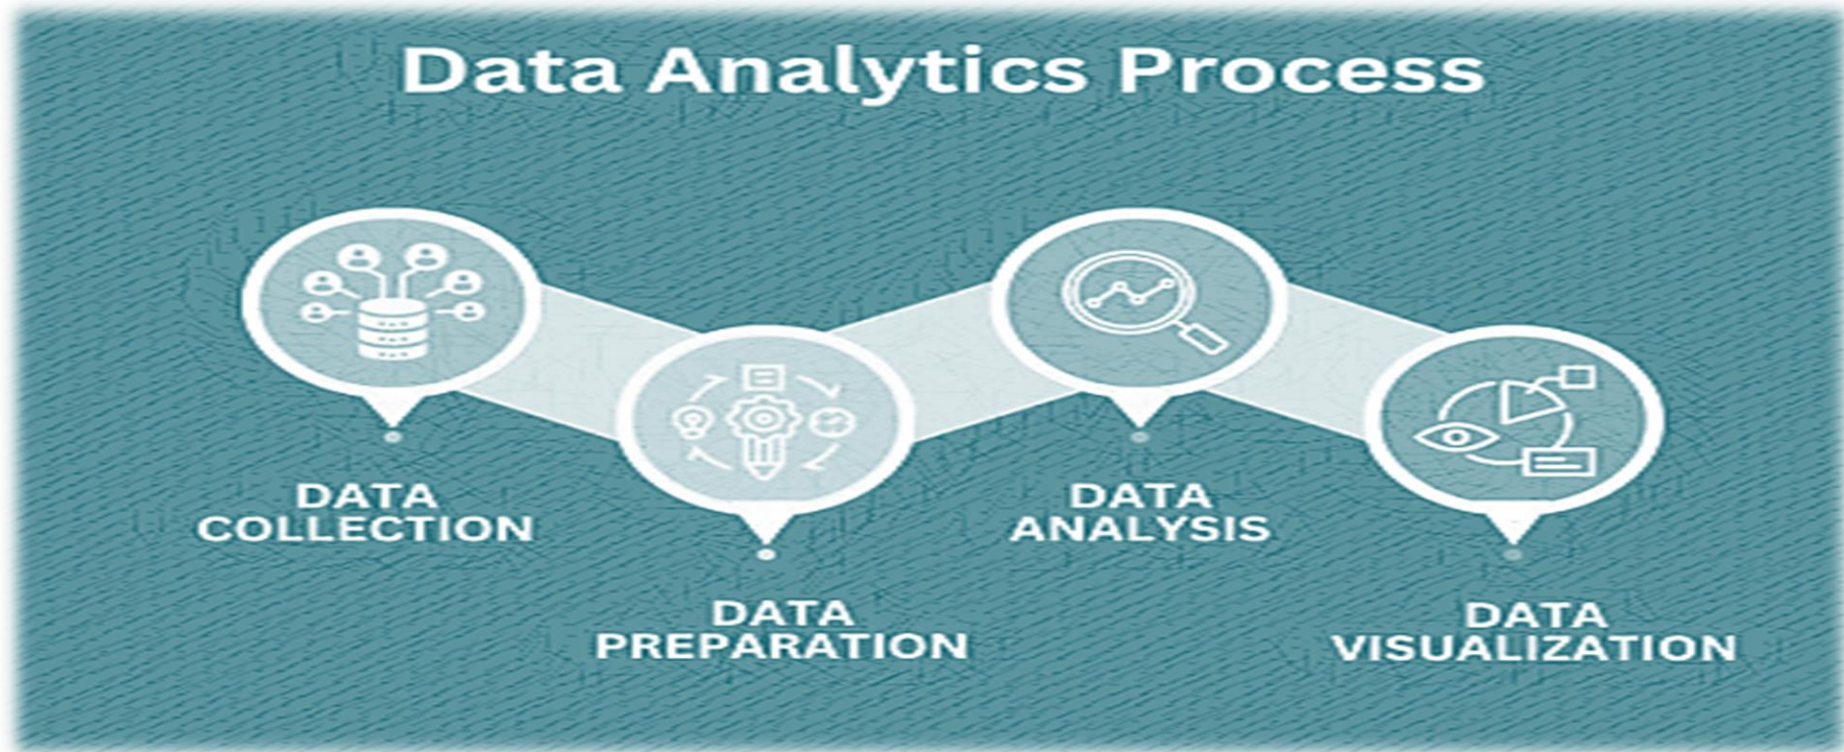 Data Analytics Process
DATA
COLLECTION
DATA
PREPARATION
DATA
ANALYSIS
DATA
VISUALIZATION